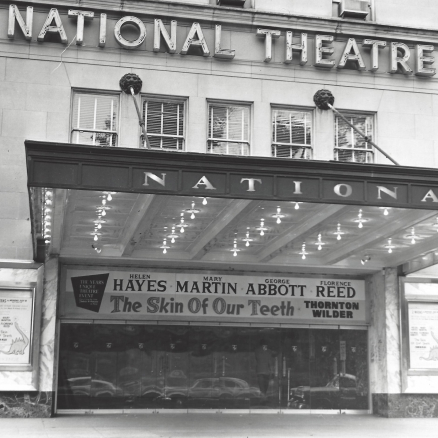 NATIONAL THEATRE
NATIONA
HELEN HAYES · MARY MARTIN · GEORGE ABBOTT · FLORENCE REED
The Skin Of Our Teeth THORNTON WILDER